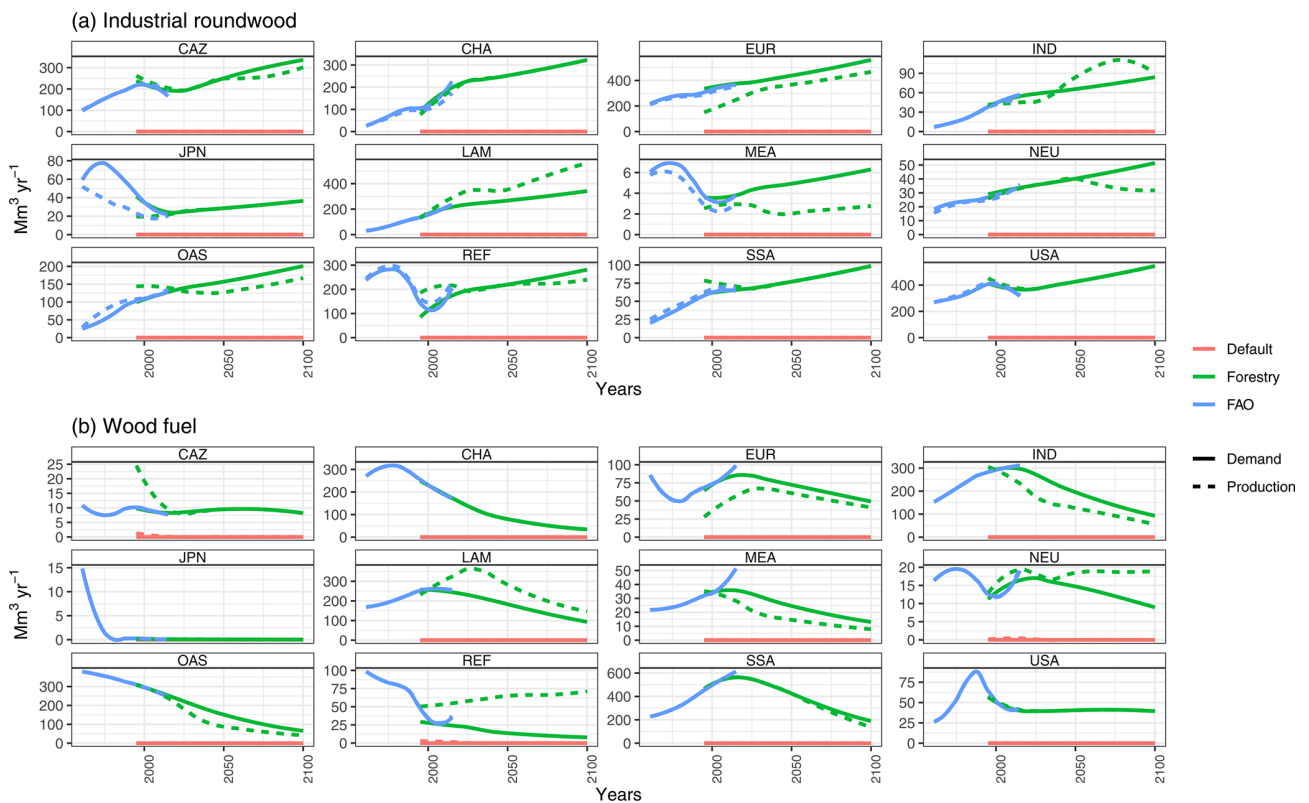 (a) Industrial roundwood
CAZ CHA EUR IND
300 200 100 0
300 200 100 0
400 200 0
90 60 30 0
JPN LAM MEA NEU
80 60 40 20 0
400 200 0
6 4 2 0
50 40 30 20 10 0
OAS REF SSA USA
200 150 100 50 0
300 200 100 0
100 75 50 25 0
400 200 0
Mm³ yr⁻¹
2000 2050 2100 2000 2050 2100 2000 2050 2100 2000 2050 2100
Years
Default
Forestry
FAO
Demand
Production
(b) Wood fuel
CAZ CHA EUR IND
25 20 15 10 5 0
300 200 100 0
100 75 50 25 0
300 200 100 0
JPN LAM MEA NEU
15 10 5 0
300 200 100 0
50 40 30 20 10 0
20 15 10 5 0
OAS REF SSA USA
300 200 100 0
100 75 50 25 0
600 400 200 0
75 50 25 0
Mm³ yr⁻¹
2000 2050 2100 2000 2050 2100 2000 2050 2100 2000 2050 2100
Years